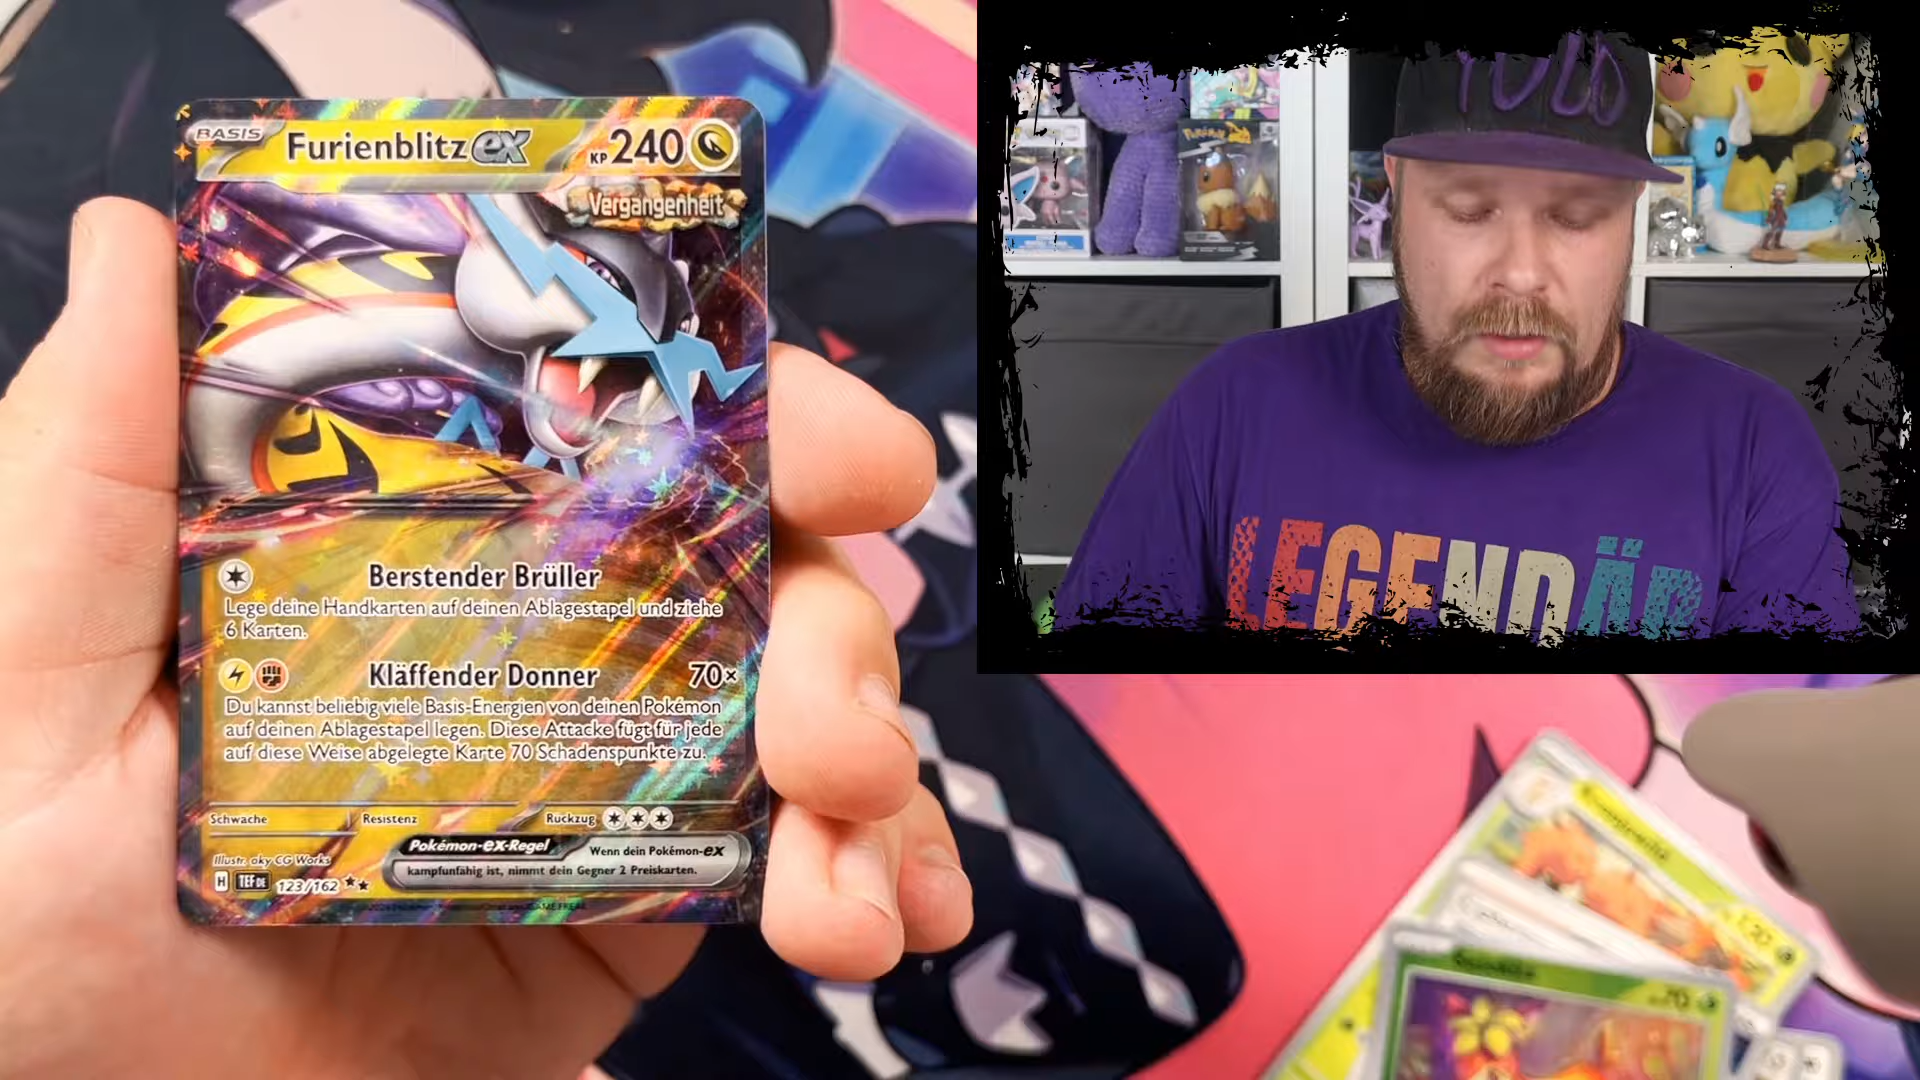 BASIS Furienblitz ex KP 240
Vergangenheit
Berstender Brüller
Lege deine Handkarten auf deinen Ablagestapel und ziehe
6 Karten.
Kläffender Donner 70×
Du kannst beliebig viele Basis-Energien von deinen Pokémon
auf deinen Ablagestapel legen. Diese Attacke fügt für jede
auf diese Weise abgelegte Karte 70 Schadenspunkte zu.
Schwäche Resistenz Rückzug
Illustr. aky CG Works
Pokémon-ex-Regel Wenn dein Pokémon-ex
kampfunfähig ist, nimmt dein Gegner 2 Preiskarten.
H TEF DE 123/162
YOLO
Pokémon
LEGENDÄR
70